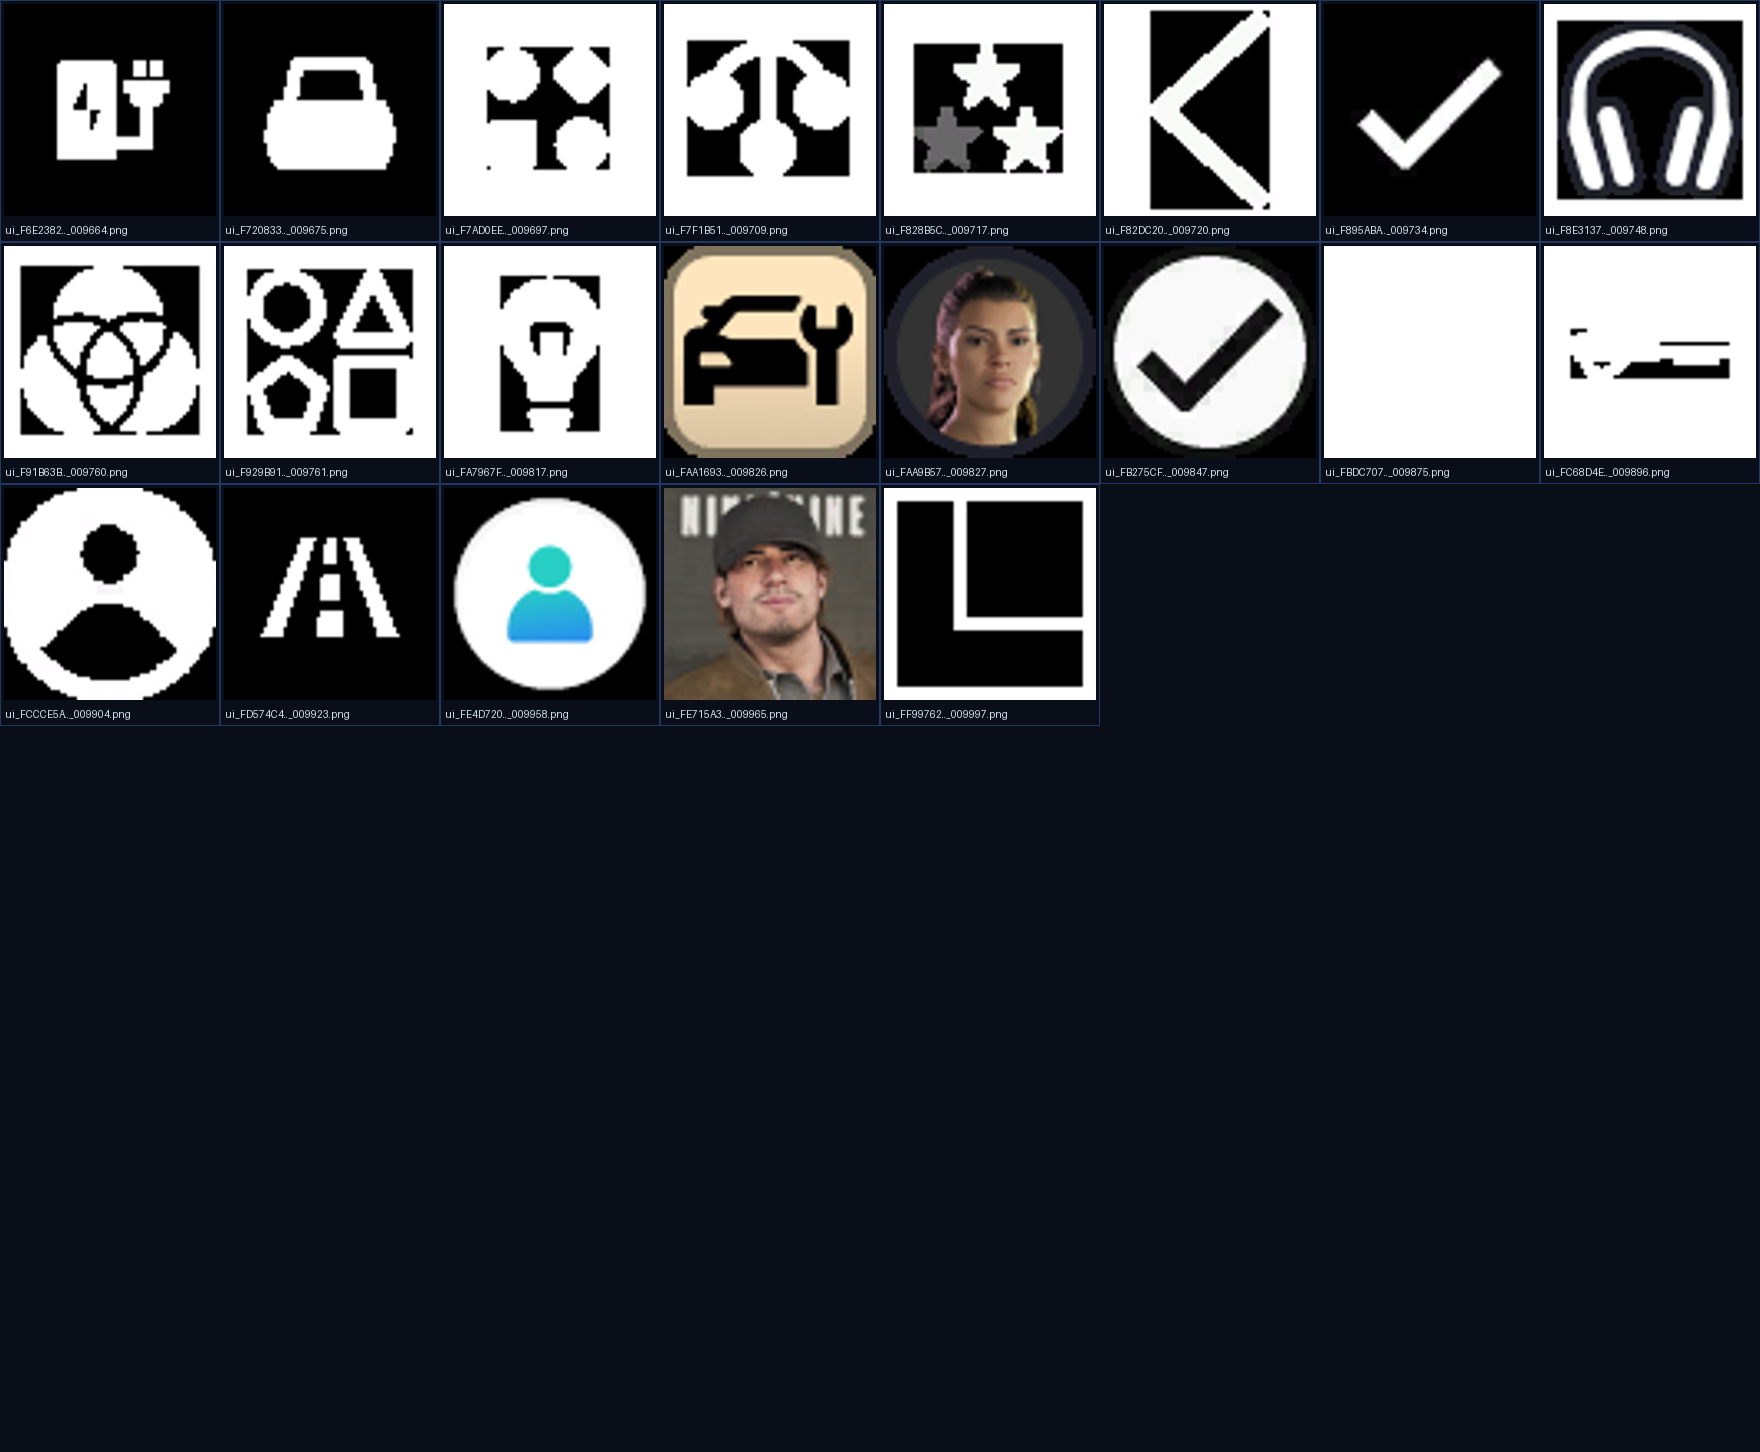 ui_F6E2382.._009664.png
ui_F720833.._009675.png
ui_F7AD0EE.._009697.png
ui_F7F1B51.._009709.png
ui_F828B5C.._009717.png
ui_F82DC20.._009720.png
ui_F895ABA.._009734.png
ui_F8E3137.._009748.png
ui_F91B63B.._009760.png
ui_F929B91.._009761.png
ui_FA7967F.._009817.png
ui_FAA1693.._009826.png
ui_FAA9B57.._009827.png
ui_FB275CF.._009847.png
ui_FBDC707.._009875.png
ui_FC68D4E.._009896.png
ui_FCCCE5A.._009904.png
ui_FD574C4.._009923.png
ui_FE4D720.._009958.png
ui_FE715A3.._009965.png
ui_FF99762.._009997.png